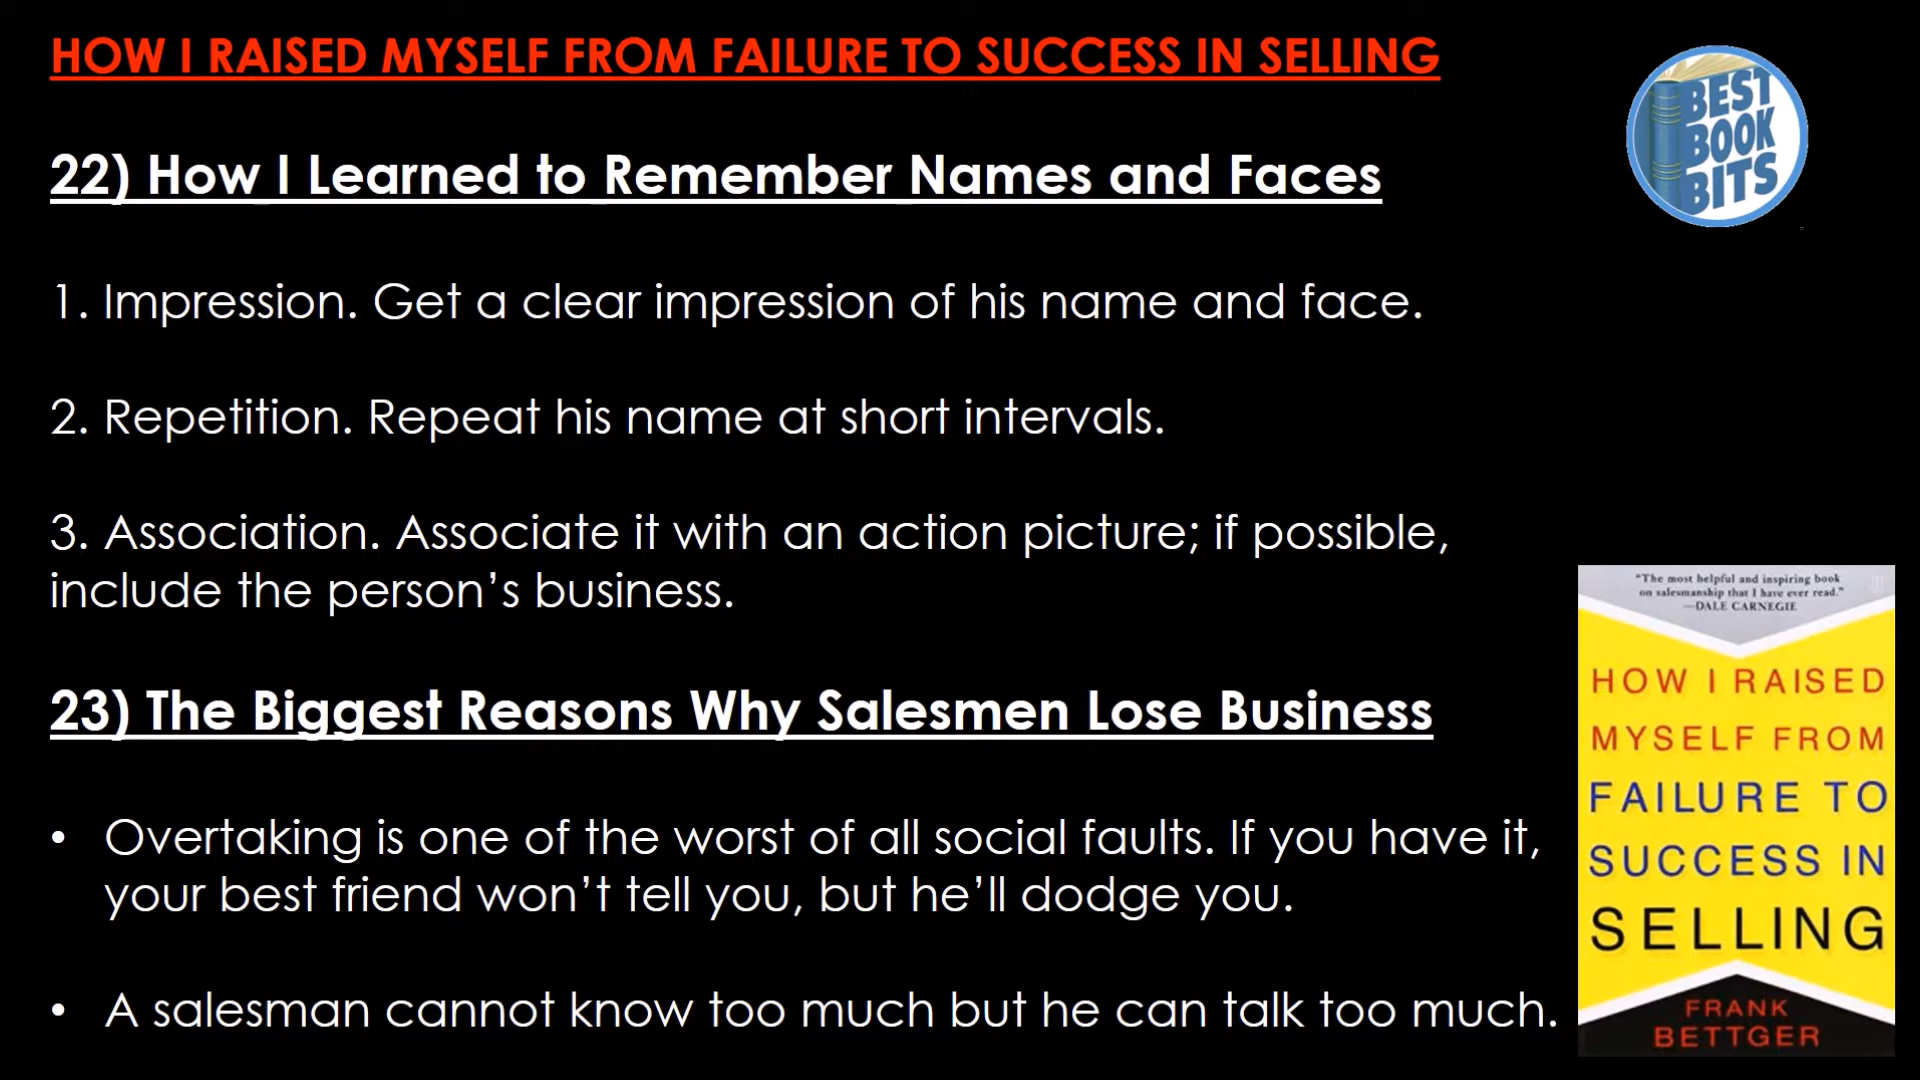 HOW I RAISED MYSELF FROM FAILURE TO SUCCESS IN SELLING
BEST
BOOK
BITS
22) How I Learned to Remember Names and Faces
1. Impression. Get a clear impression of his name and face.
2. Repetition. Repeat his name at short intervals.
3. Association. Associate it with an action picture; if possible,
include the person’s business.
23) The Biggest Reasons Why Salesmen Lose Business
• Overtaking is one of the worst of all social faults. If you have it,
your best friend won’t tell you, but he’ll dodge you.
• A salesman cannot know too much but he can talk too much.
"The most helpful and inspiring book
on salesmanship that I have ever read."
—DALE CARNEGIE
HOW I RAISED
MYSELF FROM
FAILURE TO
SUCCESS IN
SELLING
FRANK
BETTGER